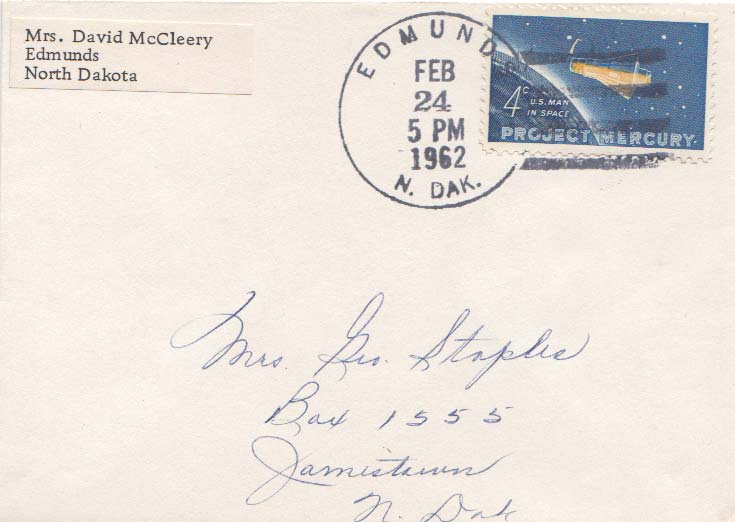 Mrs. David McCleery
Edmunds
North Dakota
EDMUND
FEB
24
5 PM
1962
N. DAK.
4c
U.S. MAN
IN SPACE
PROJECT MERCURY
Mrs. Geo. Staples
Box 1555
Jamestown
N. Dak